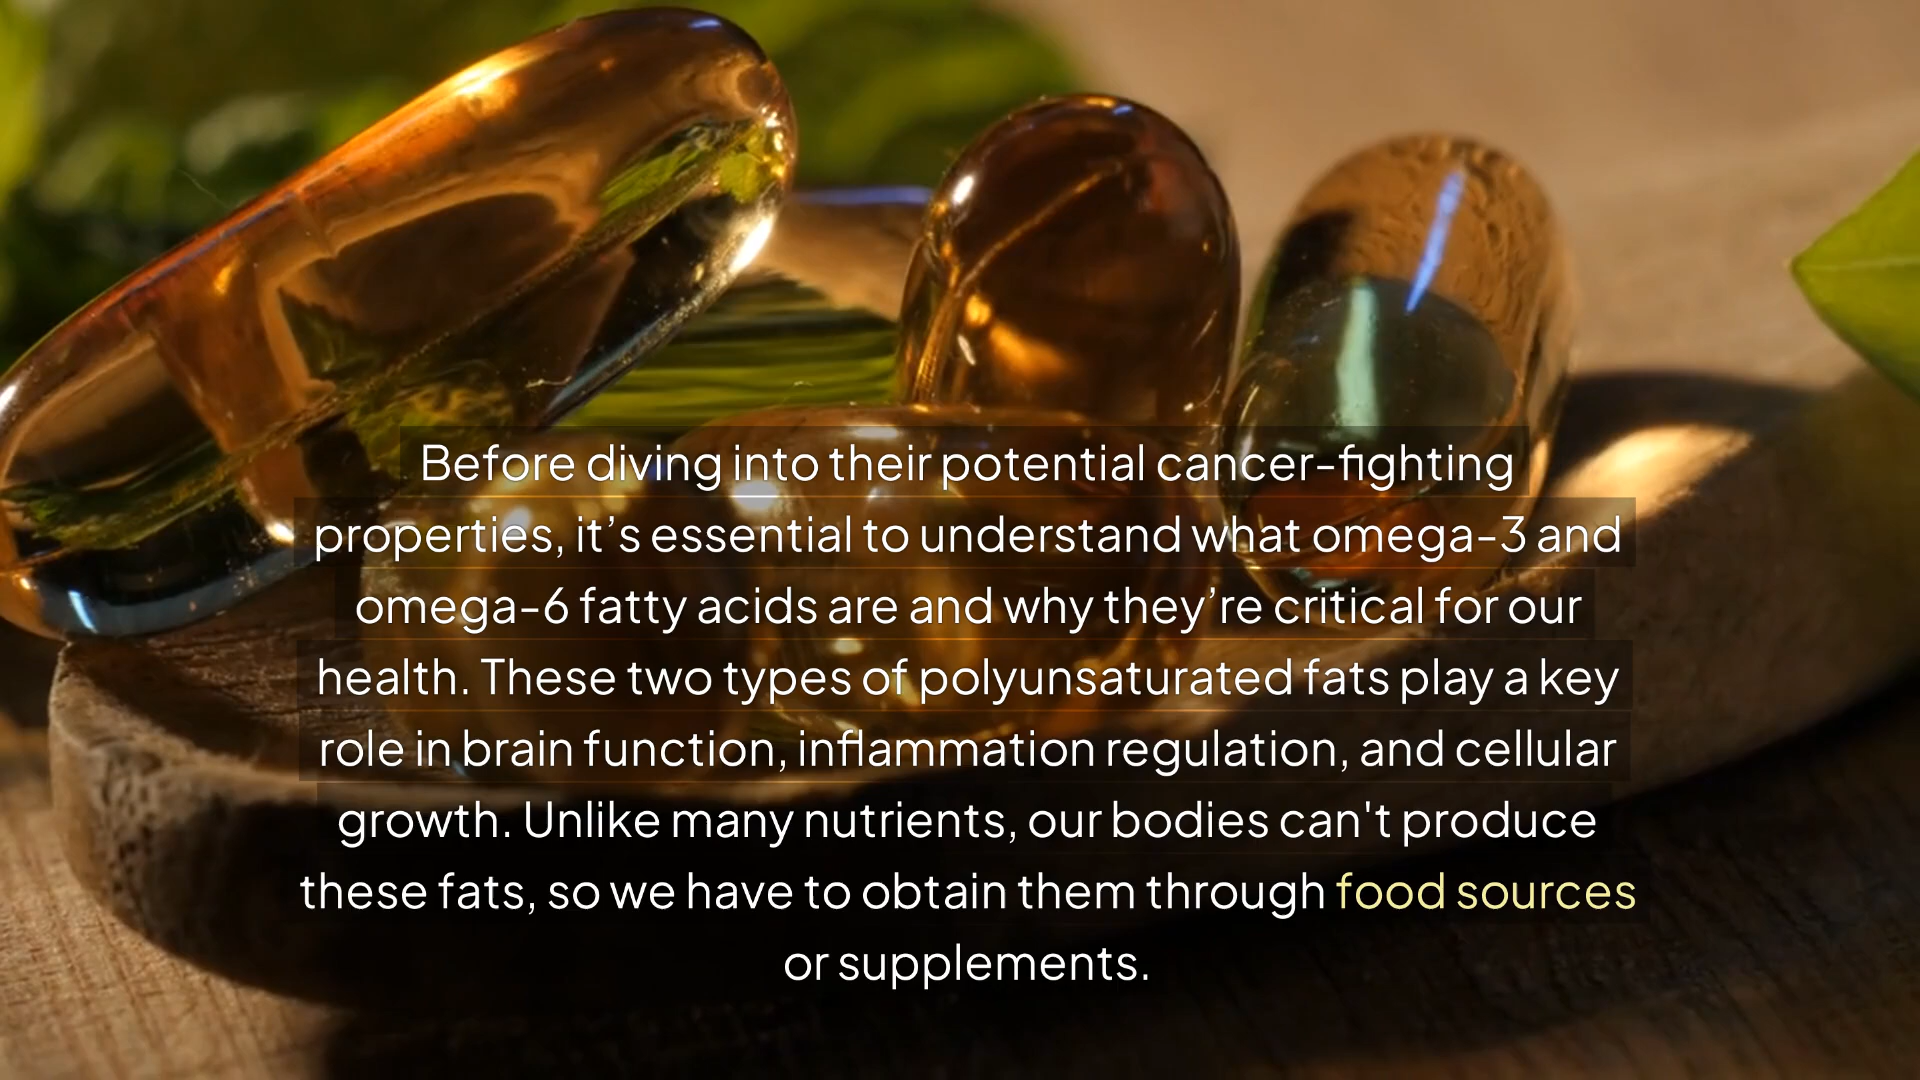 Before diving into their potential cancer-fighting
properties, it’s essential to understand what omega-3 and
omega-6 fatty acids are and why they’re critical for our
health. These two types of polyunsaturated fats play a key
role in brain function, inflammation regulation, and cellular
growth. Unlike many nutrients, our bodies can't produce
these fats, so we have to obtain them through food sources
or supplements.